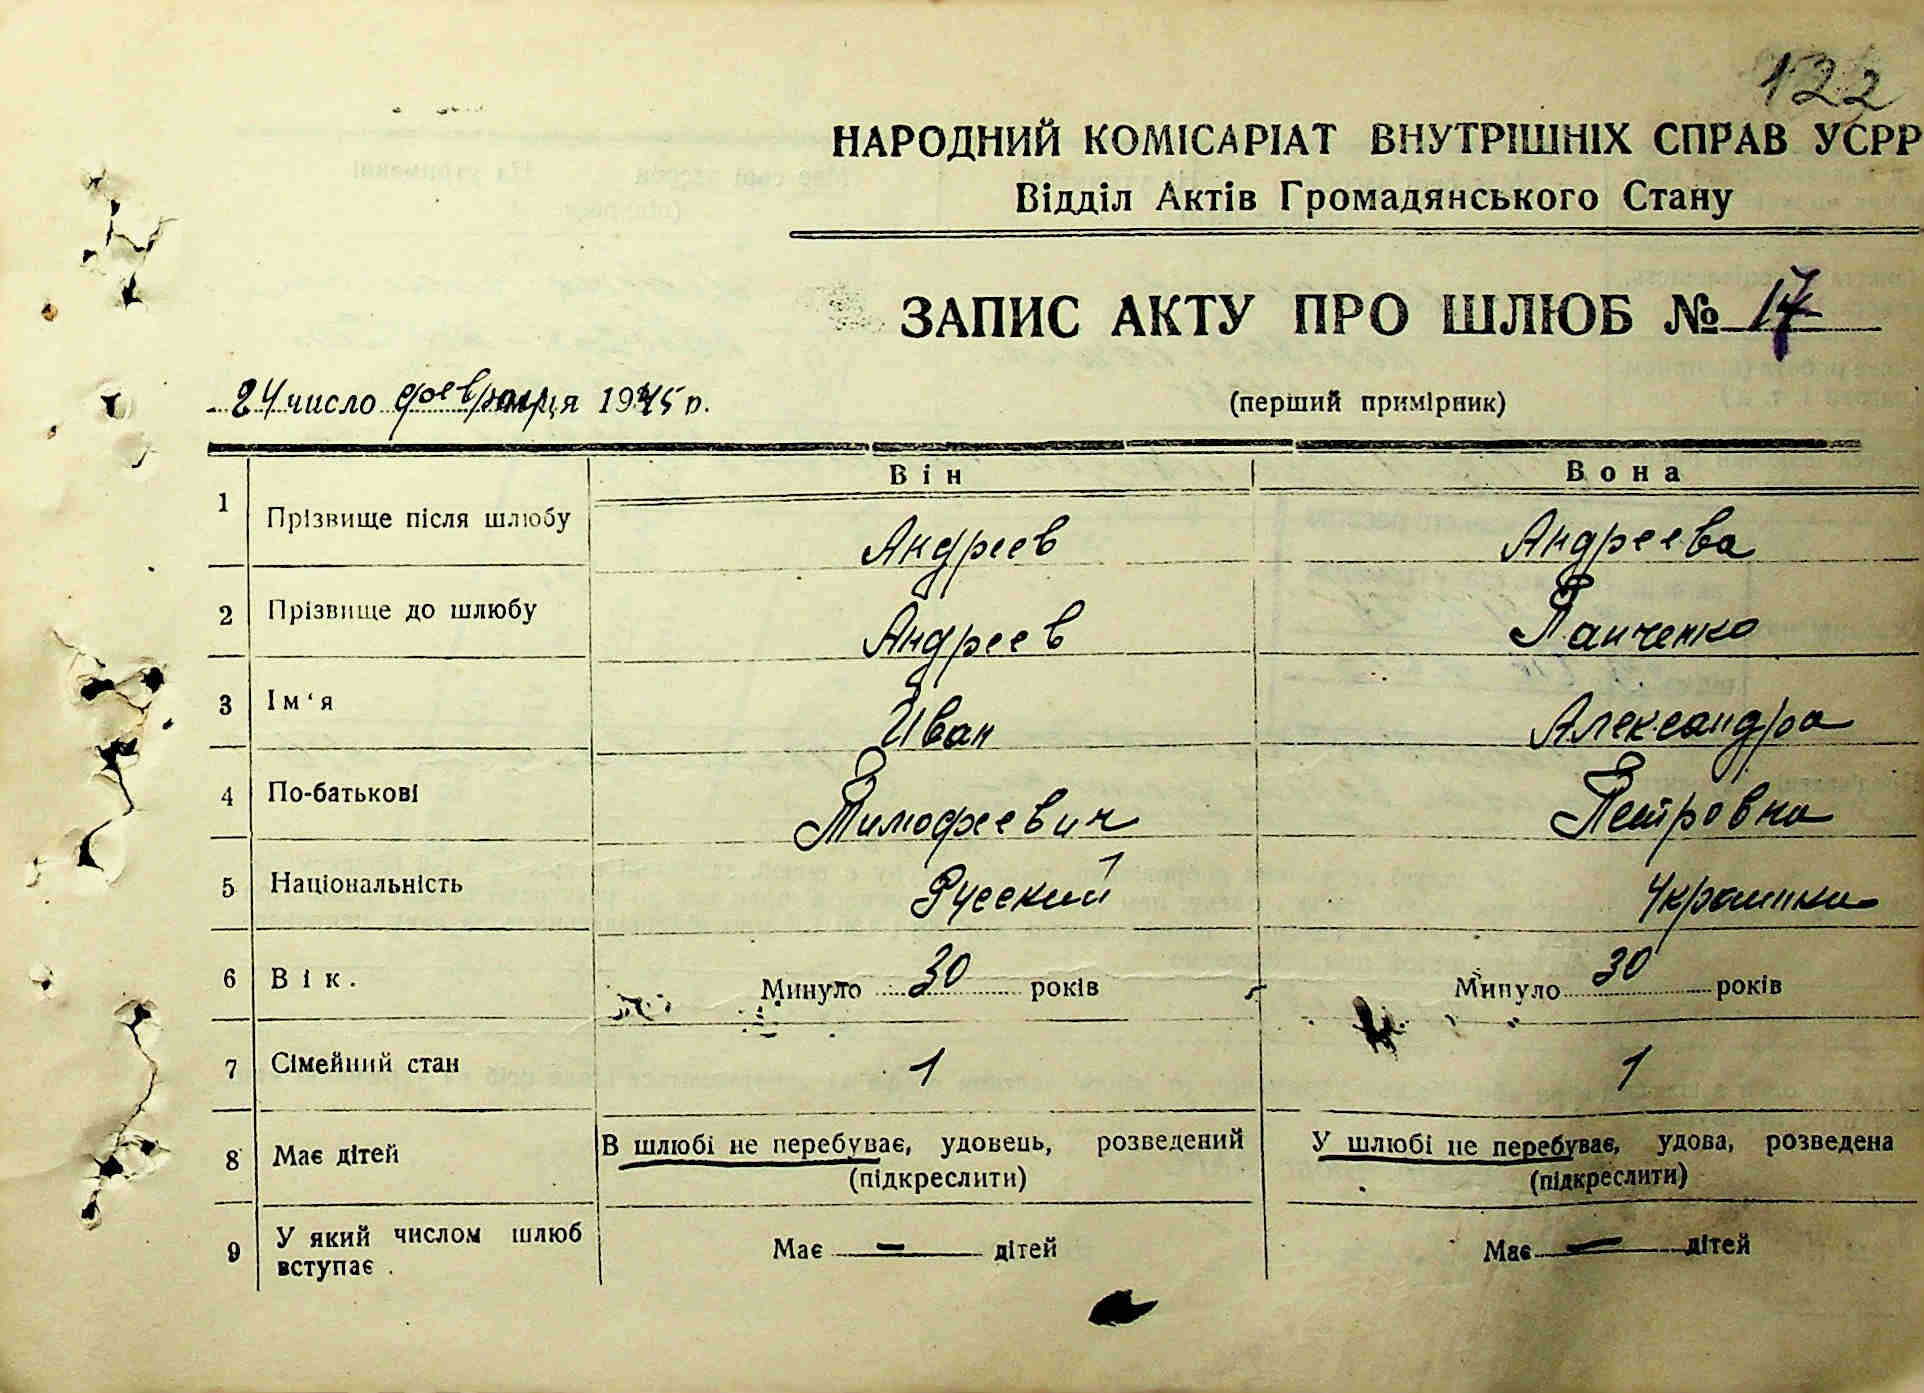 122
НАРОДНИЙ КОМІСАРІАТ ВНУТРІШНІХ СПРАВ УСРР
Відділ Актів Громадянського Стану
ЗАПИС АКТУ ПРО ШЛЮБ № 17
24 число февраля місяця 1945 р. (перший примірник)
Він Вона
1 Прізвище після шлюбу Андреев Андреева
2 Прізвище до шлюбу Андреев Панченко
3 Ім‘я Иван Александра
4 По-батькові Тимофеевич Петровна
5 Національність Русский Украинка
6 Вік. Минуло 30 років Минуло 30 років
7 Сімейний стан 1 1
8 Має дітей В шлюбі не перебуває, удовець, розведений У шлюбі не перебуває, удова, розведена
(підкреслити) (підкреслити)
9 У який числом шлюб вступає . Має — дітей Має — дітей